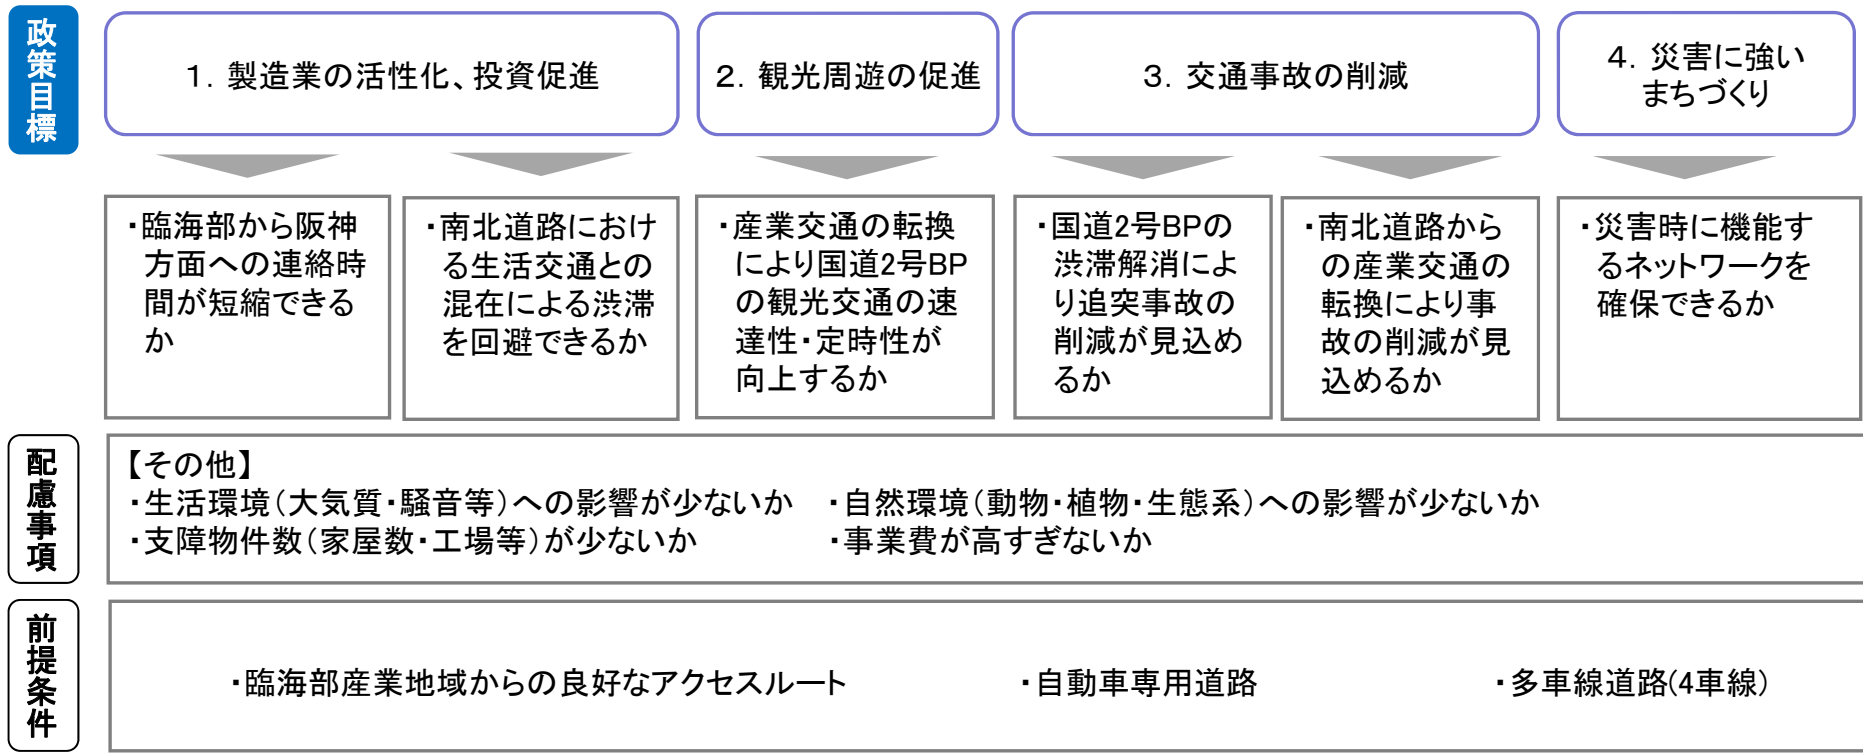 政策目標
1．製造業の活性化、投資促進
2．観光周遊の促進
3．交通事故の削減
4．災害に強い
まちづくり
・臨海部から阪神
方面への連絡時
間が短縮できる
か
・南北道路におけ
る生活交通との
混在による渋滞
を回避できるか
・産業交通の転換
により国道2号BP
の観光交通の速
達性・定時性が
向上するか
・国道2号BPの
渋滞解消によ
り追突事故の
削減が見込め
るか
・南北道路から
の産業交通の
転換により事
故の削減が見
込めるか
・災害時に機能す
るネットワークを
確保できるか
配慮事項
【その他】
・生活環境（大気質・騒音等）への影響が少ないか　・自然環境（動物・植物・生態系）への影響が少ないか
・支障物件数（家屋数・工場等）が少ないか　・事業費が高すぎないか
前提条件
・臨海部産業地域からの良好なアクセスルート　・自動車専用道路　・多車線道路(4車線)